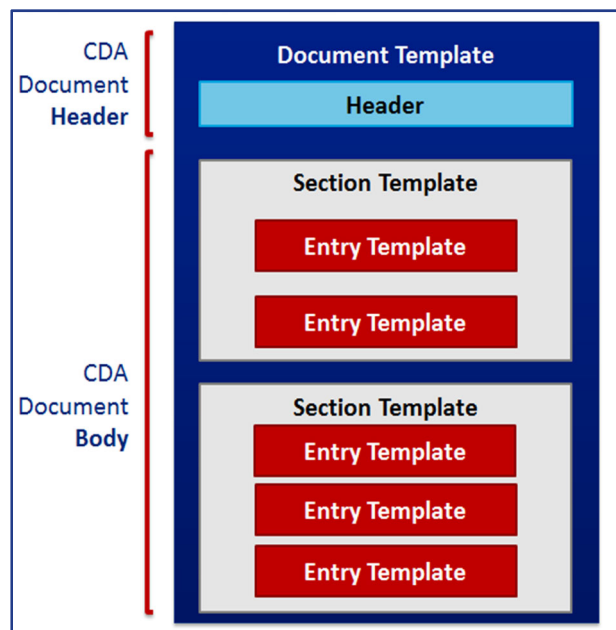 CDA
Document
Header
Document Template
Header
CDA
Document
Body
Section Template
Entry Template
Entry Template
Section Template
Entry Template
Entry Template
Entry Template